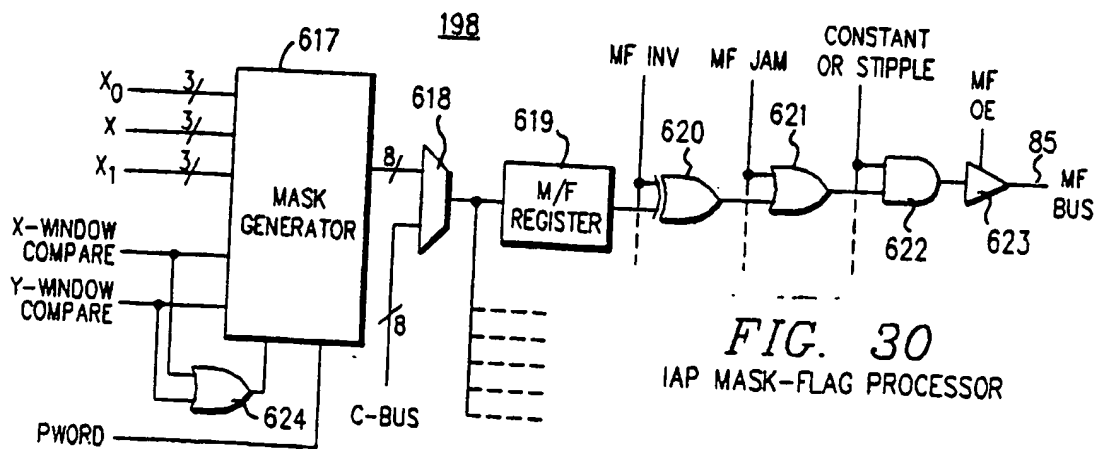 198
617
X0
3
X
3
X1
3
MASK
GENERATOR
X-WINDOW
COMPARE
Y-WINDOW
COMPARE
624
PWORD
8
618
8
C-BUS
619
M/F
REGISTER
MF INV
620
MF JAM
621
CONSTANT
OR STIPPLE
622
MF
OE
623
85
MF
BUS
FIG. 30
IAP MASK-FLAG PROCESSOR